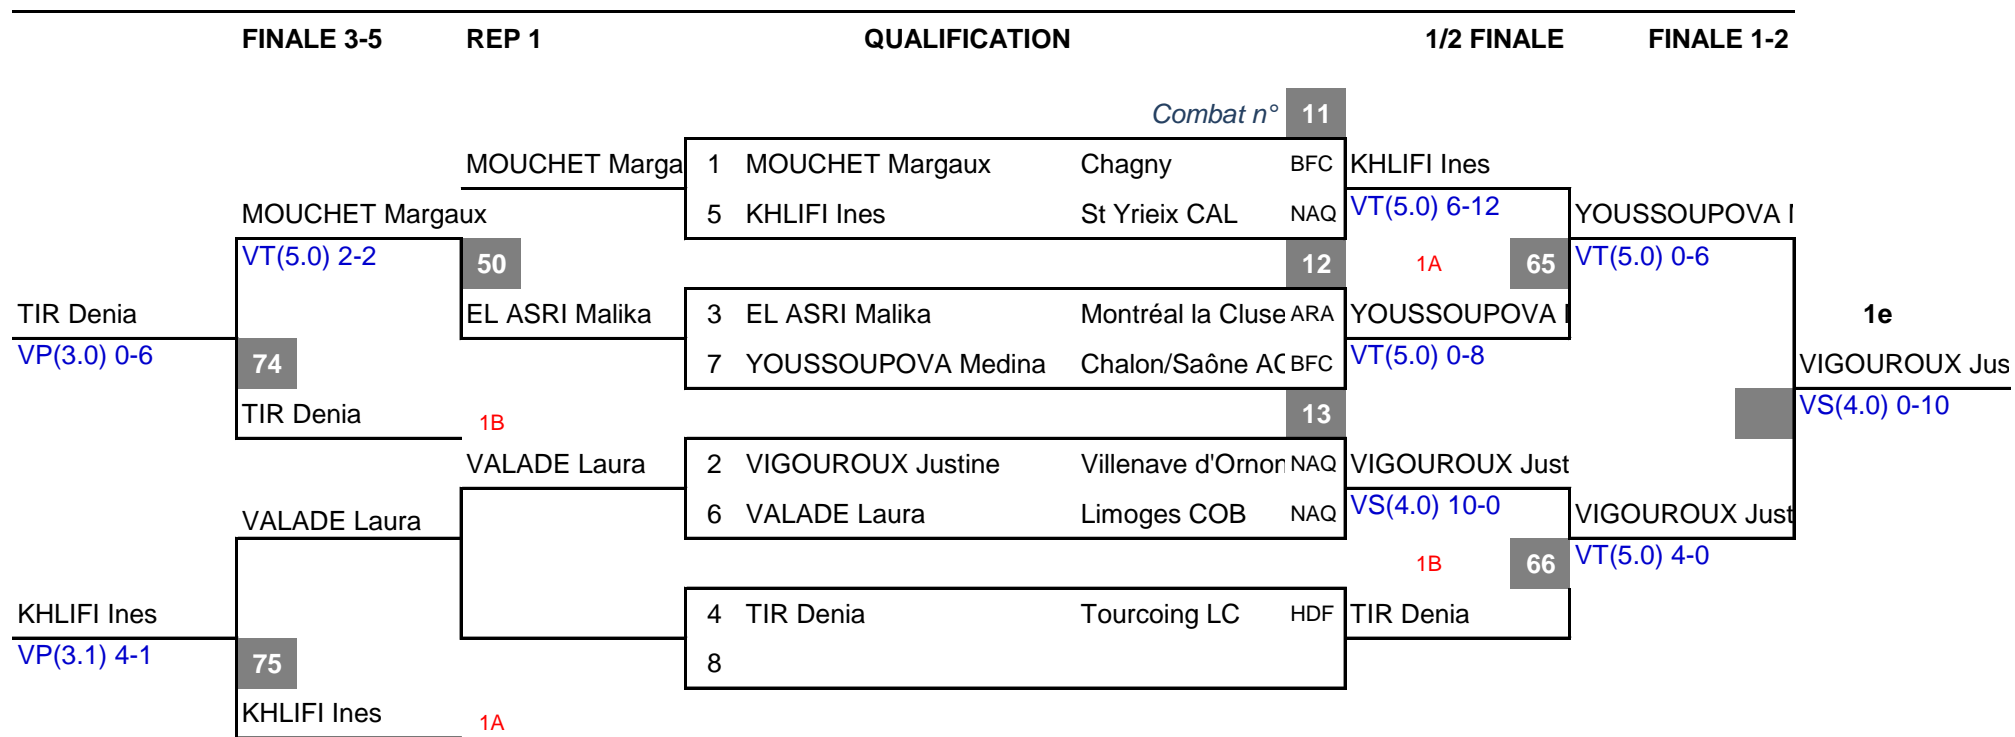 FINALE 3-5 REP 1 QUALIFICATION 1/2 FINALE FINALE 1-2
Combat n° 11
MOUCHET Marga 1 MOUCHET Margaux Chagny BFC KHLIFI Ines
MOUCHET Margaux 5 KHLIFI Ines St Yrieix CAL NAQ VT(5.0) 6-12 YOUSSOUPOVA
VT(5.0) 2-2 50 12 1A 65 VT(5.0) 0-6
TIR Denia EL ASRI Malika 3 EL ASRI Malika Montréal la Cluse ARA YOUSSOUPOVA 1e
VP(3.0) 0-6 74 7 YOUSSOUPOVA Medina Chalon/Saône AC BFC VT(5.0) 0-8 VIGOUROUX Jus
TIR Denia 1B 13 VS(4.0) 0-10
VALADE Laura 2 VIGOUROUX Justine Villenave d'Ornon NAQ VIGOUROUX Just
VALADE Laura 6 VALADE Laura Limoges COB NAQ VS(4.0) 10-0 VIGOUROUX Just
1B 66 VT(5.0) 4-0
KHLIFI Ines 4 TIR Denia Tourcoing LC HDF TIR Denia
VP(3.1) 4-1 75 8
KHLIFI Ines 1A